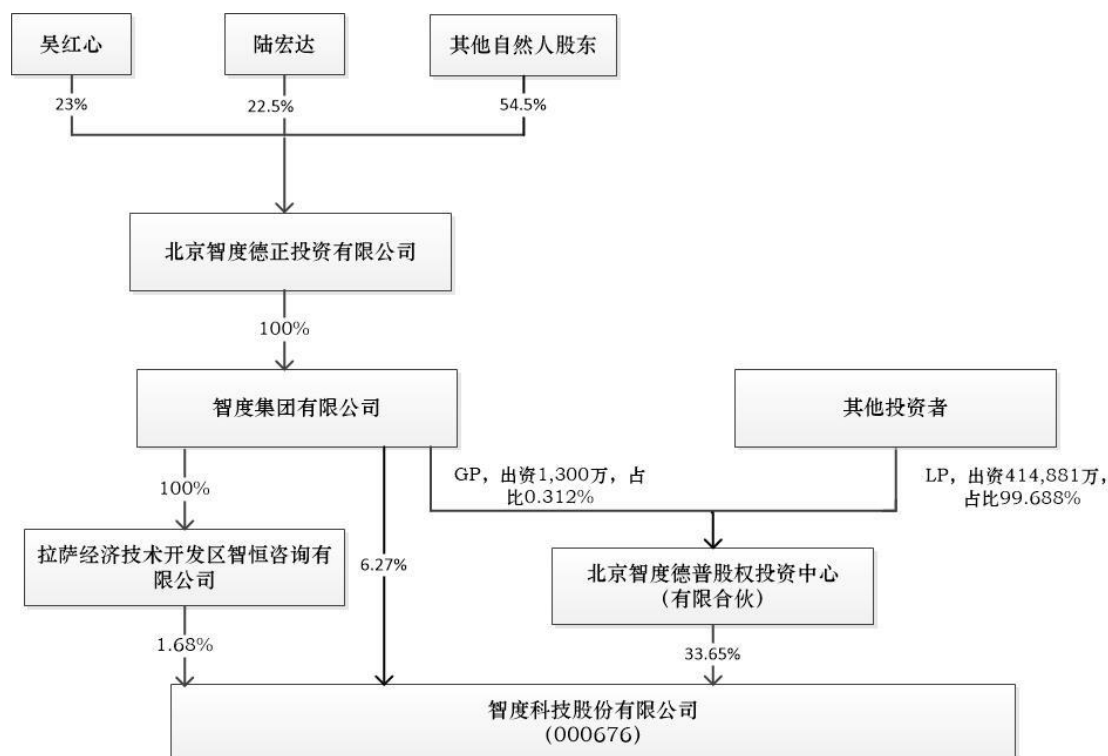 吴红心
陆宏达
其他自然人股东
23%
22.5%
54.5%
北京智度德正投资有限公司
100%
智度集团有限公司
其他投资者
GP，出资1,300万，占
比0.312%
LP，出资414,881万，
占比99.688%
100%
拉萨经济技术开发区智恒咨询有
限公司
6.27%
北京智度德普股权投资中心
（有限合伙）
1.68%
33.65%
智度科技股份有限公司
(000676)